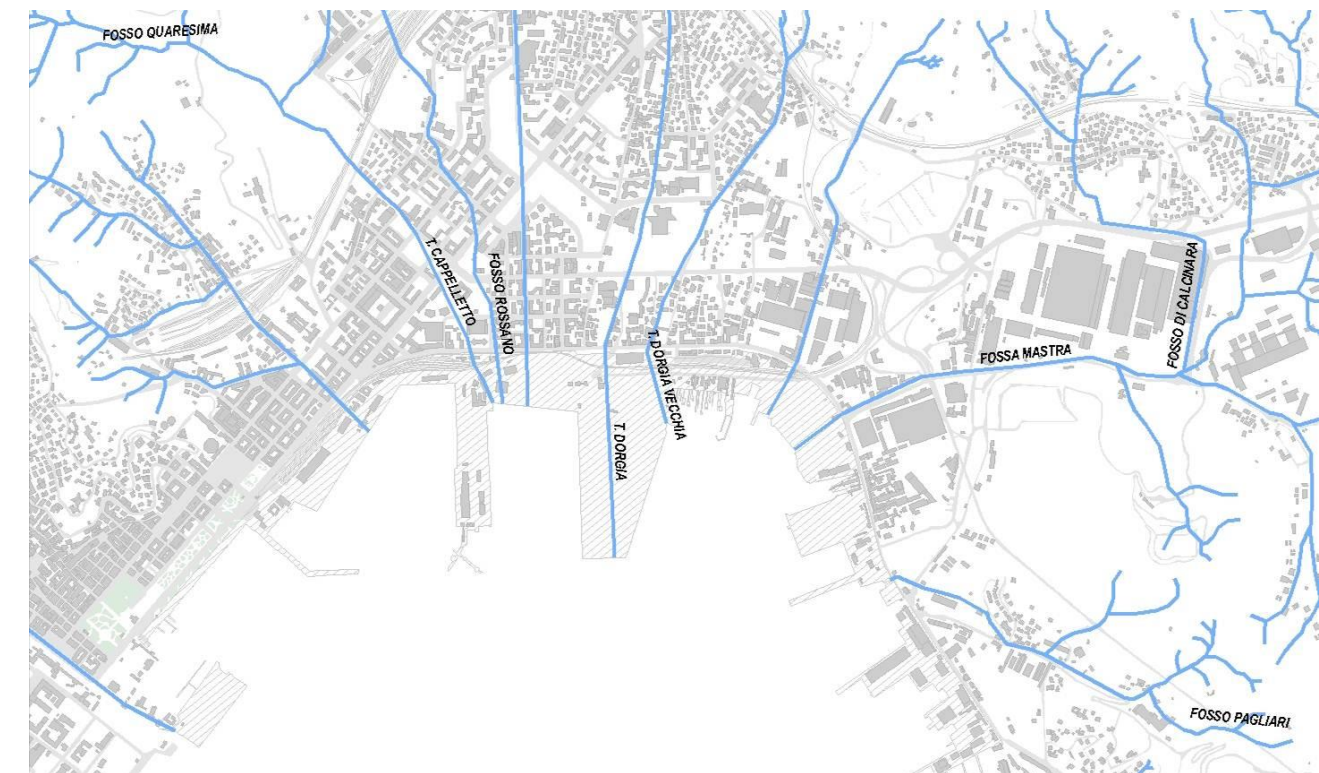 FOSSO QUARESIMA
T. CAPPELLETTO
FOSSO ROSSANO
T. DORGIA
T. DORGIA VECCHIA
FOSSA MASTRA
FOSSO DI CALCINARA
FOSSO PAGLIARI